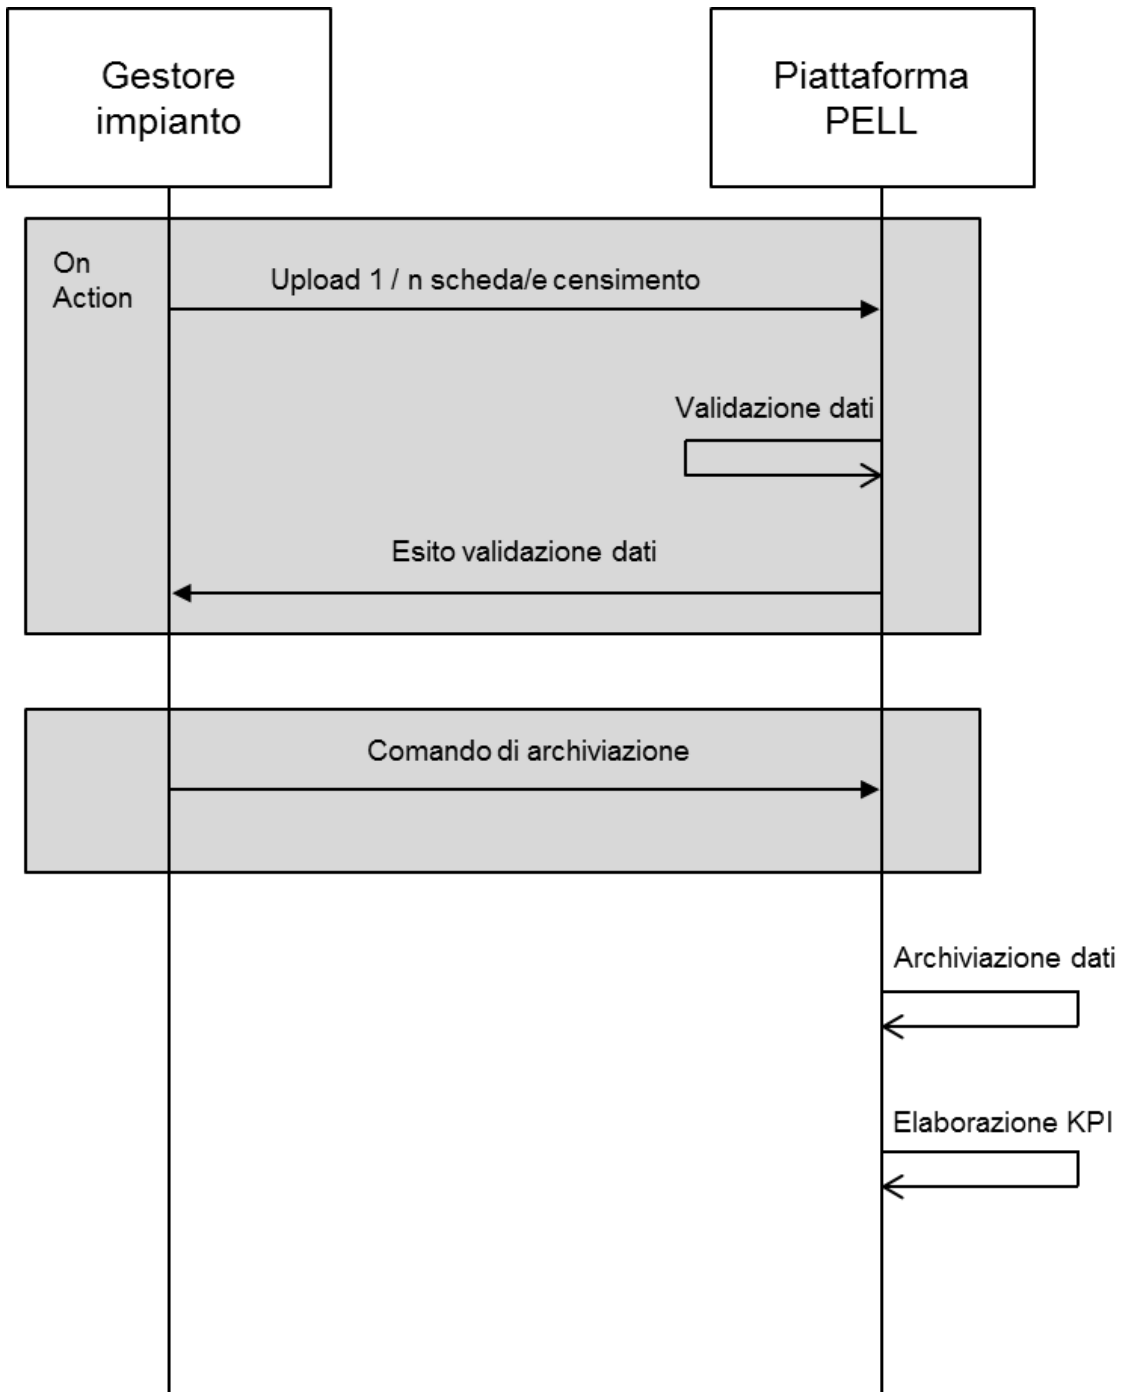 Gestore
impianto
Piattaforma
PELL
On
Action
Upload 1 / n scheda/e censimento
Validazione dati
Esito validazione dati
Comando di archiviazione
Archiviazione dati
Elaborazione KPI